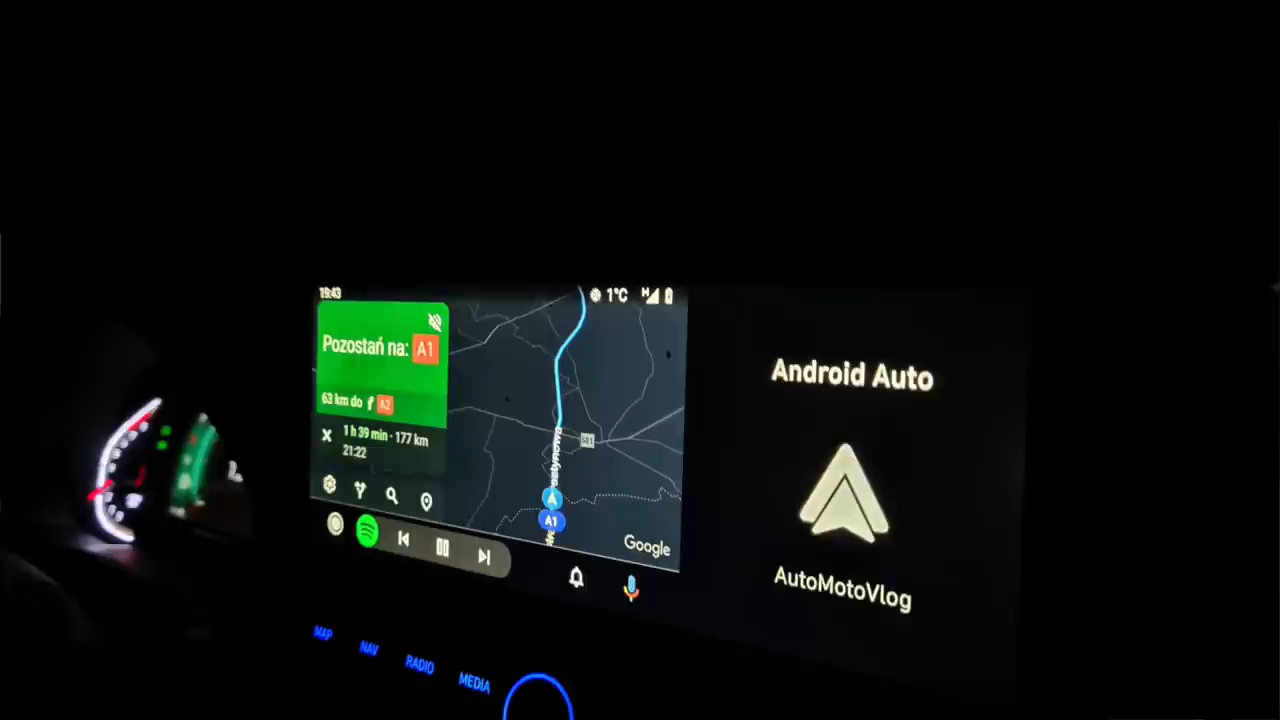 19:43
1°C
H
Pozostań na: A1
63 km do A2
1 h 39 min · 177 km
21:22
A1
Google
Android Auto
AutoMotoVlog
MAP
NAV
RADIO
MEDIA